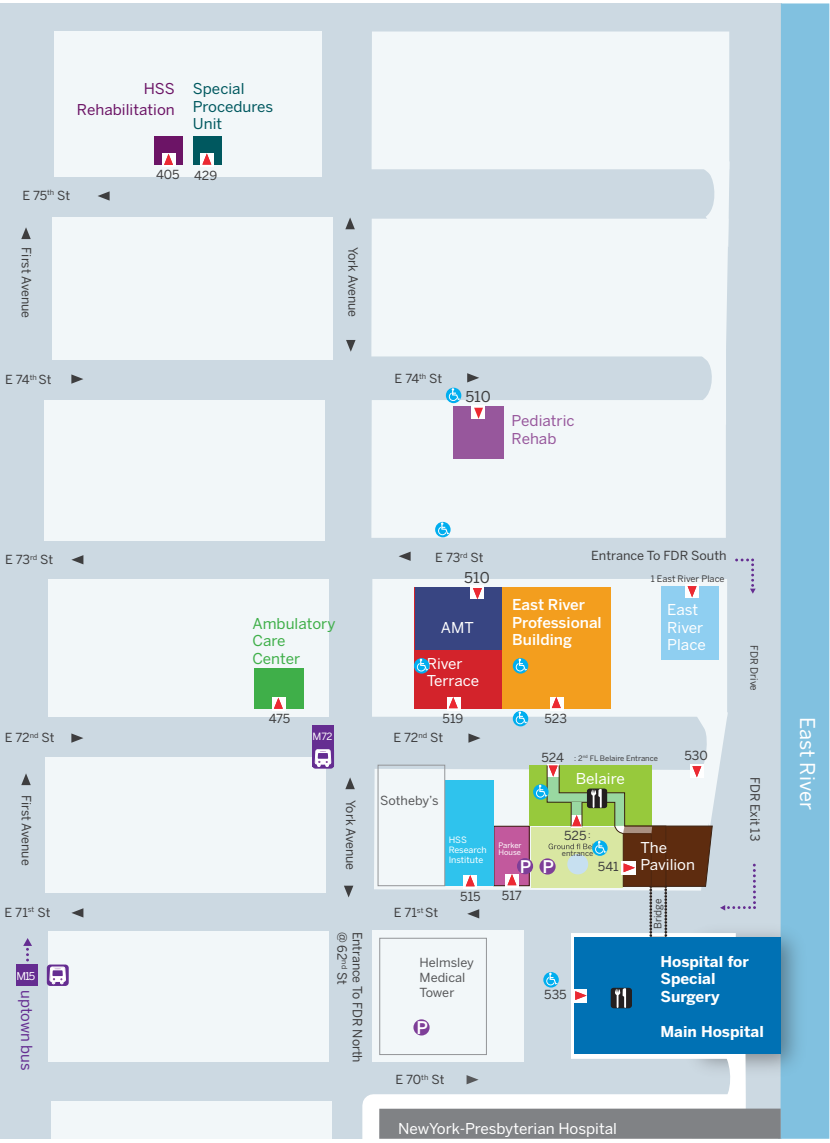 HSS
Rehabilitation
Special
Procedures
Unit
405
429
E 75th St
First Avenue
York Avenue
E 74th St
E 74th St
510
Pediatric
Rehab
E 73rd St
E 73rd St
Entrance To FDR South
510
1 East River Place
AMT
East River
Professional
Building
East
River
Place
Ambulatory
Care
Center
River
Terrace
FDR Drive
475
519
523
M72
E 72nd St
E 72nd St
East River
524
: 2nd FL Belaire Entrance
530
Belaire
First Avenue
York Avenue
Sotheby's
FDR Exit 13
HSS
Research
Institute
Parker
House
525 :
Ground fl Be
entrance
The
Pavilion
P
P
541
515
517
E 71st St
E 71st St
Bridge
M15
uptown bus
Entrance To FDR North
@ 62nd St
Helmsley
Medical
Tower
P
535
Hospital for
Special
Surgery
Main Hospital
E 70th St
NewYork-Presbyterian Hospital